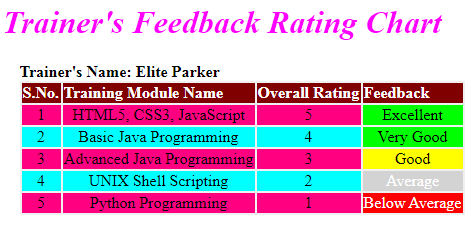 Trainer's Feedback Rating Chart
Trainer's Name: Elite Parker
S.No. Training Module Name Overall Rating Feedback
1 HTML5, CSS3, JavaScript 5 Excellent
2 Basic Java Programming 4 Very Good
3 Advanced Java Programming 3 Good
4 UNIX Shell Scripting 2 Average
5 Python Programming 1 Below Average